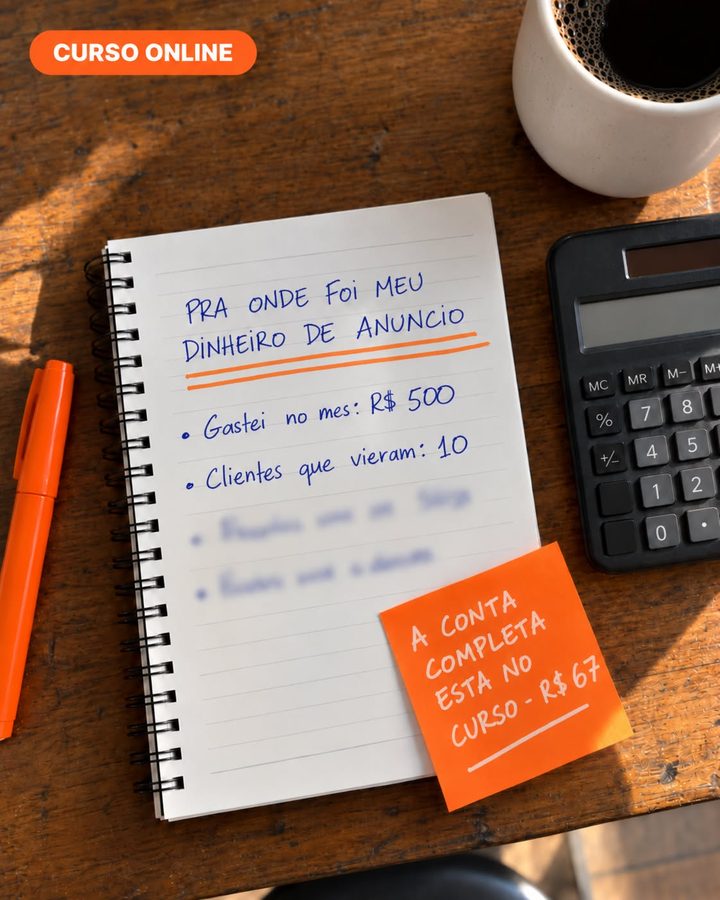 CURSO ONLINE
PRA ONDE FOI MEU
DINHEIRO DE ANUNCIO
• Gastei no mes: R$ 500
• Clientes que vieram: 10
A CONTA
COMPLETA
ESTA NO
CURSO - R$ 67
MC MR M- M+
% 7 8
+/- 4 5
1 2
0 .